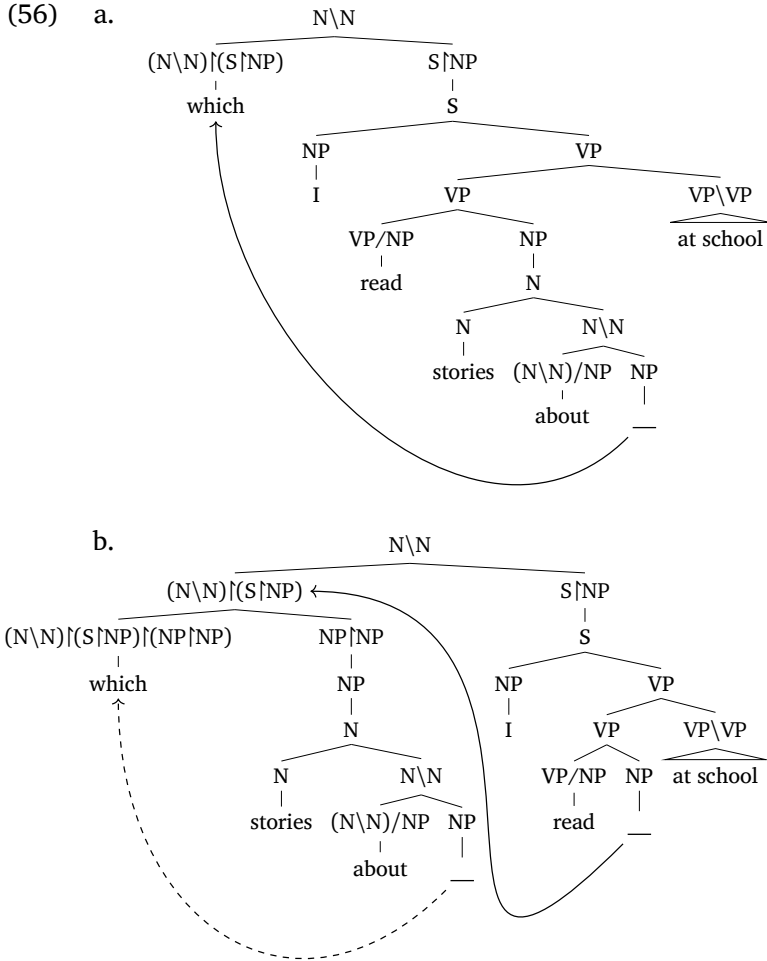 (56) a. N\N
(N\N)↾(S↾NP) S↾NP
which S
NP VP
I VP VP\VP
VP/NP NP at school
read N
N N\N
stories (N\N)/NP NP
about __
b. N\N
(N\N)↾(S↾NP) S↾NP
(N\N)↾(S↾NP)↾(NP↾NP) NP↾NP S
which NP NP VP
N I VP VP\VP
N N\N VP/NP NP at school
stories (N\N)/NP NP read __
about __